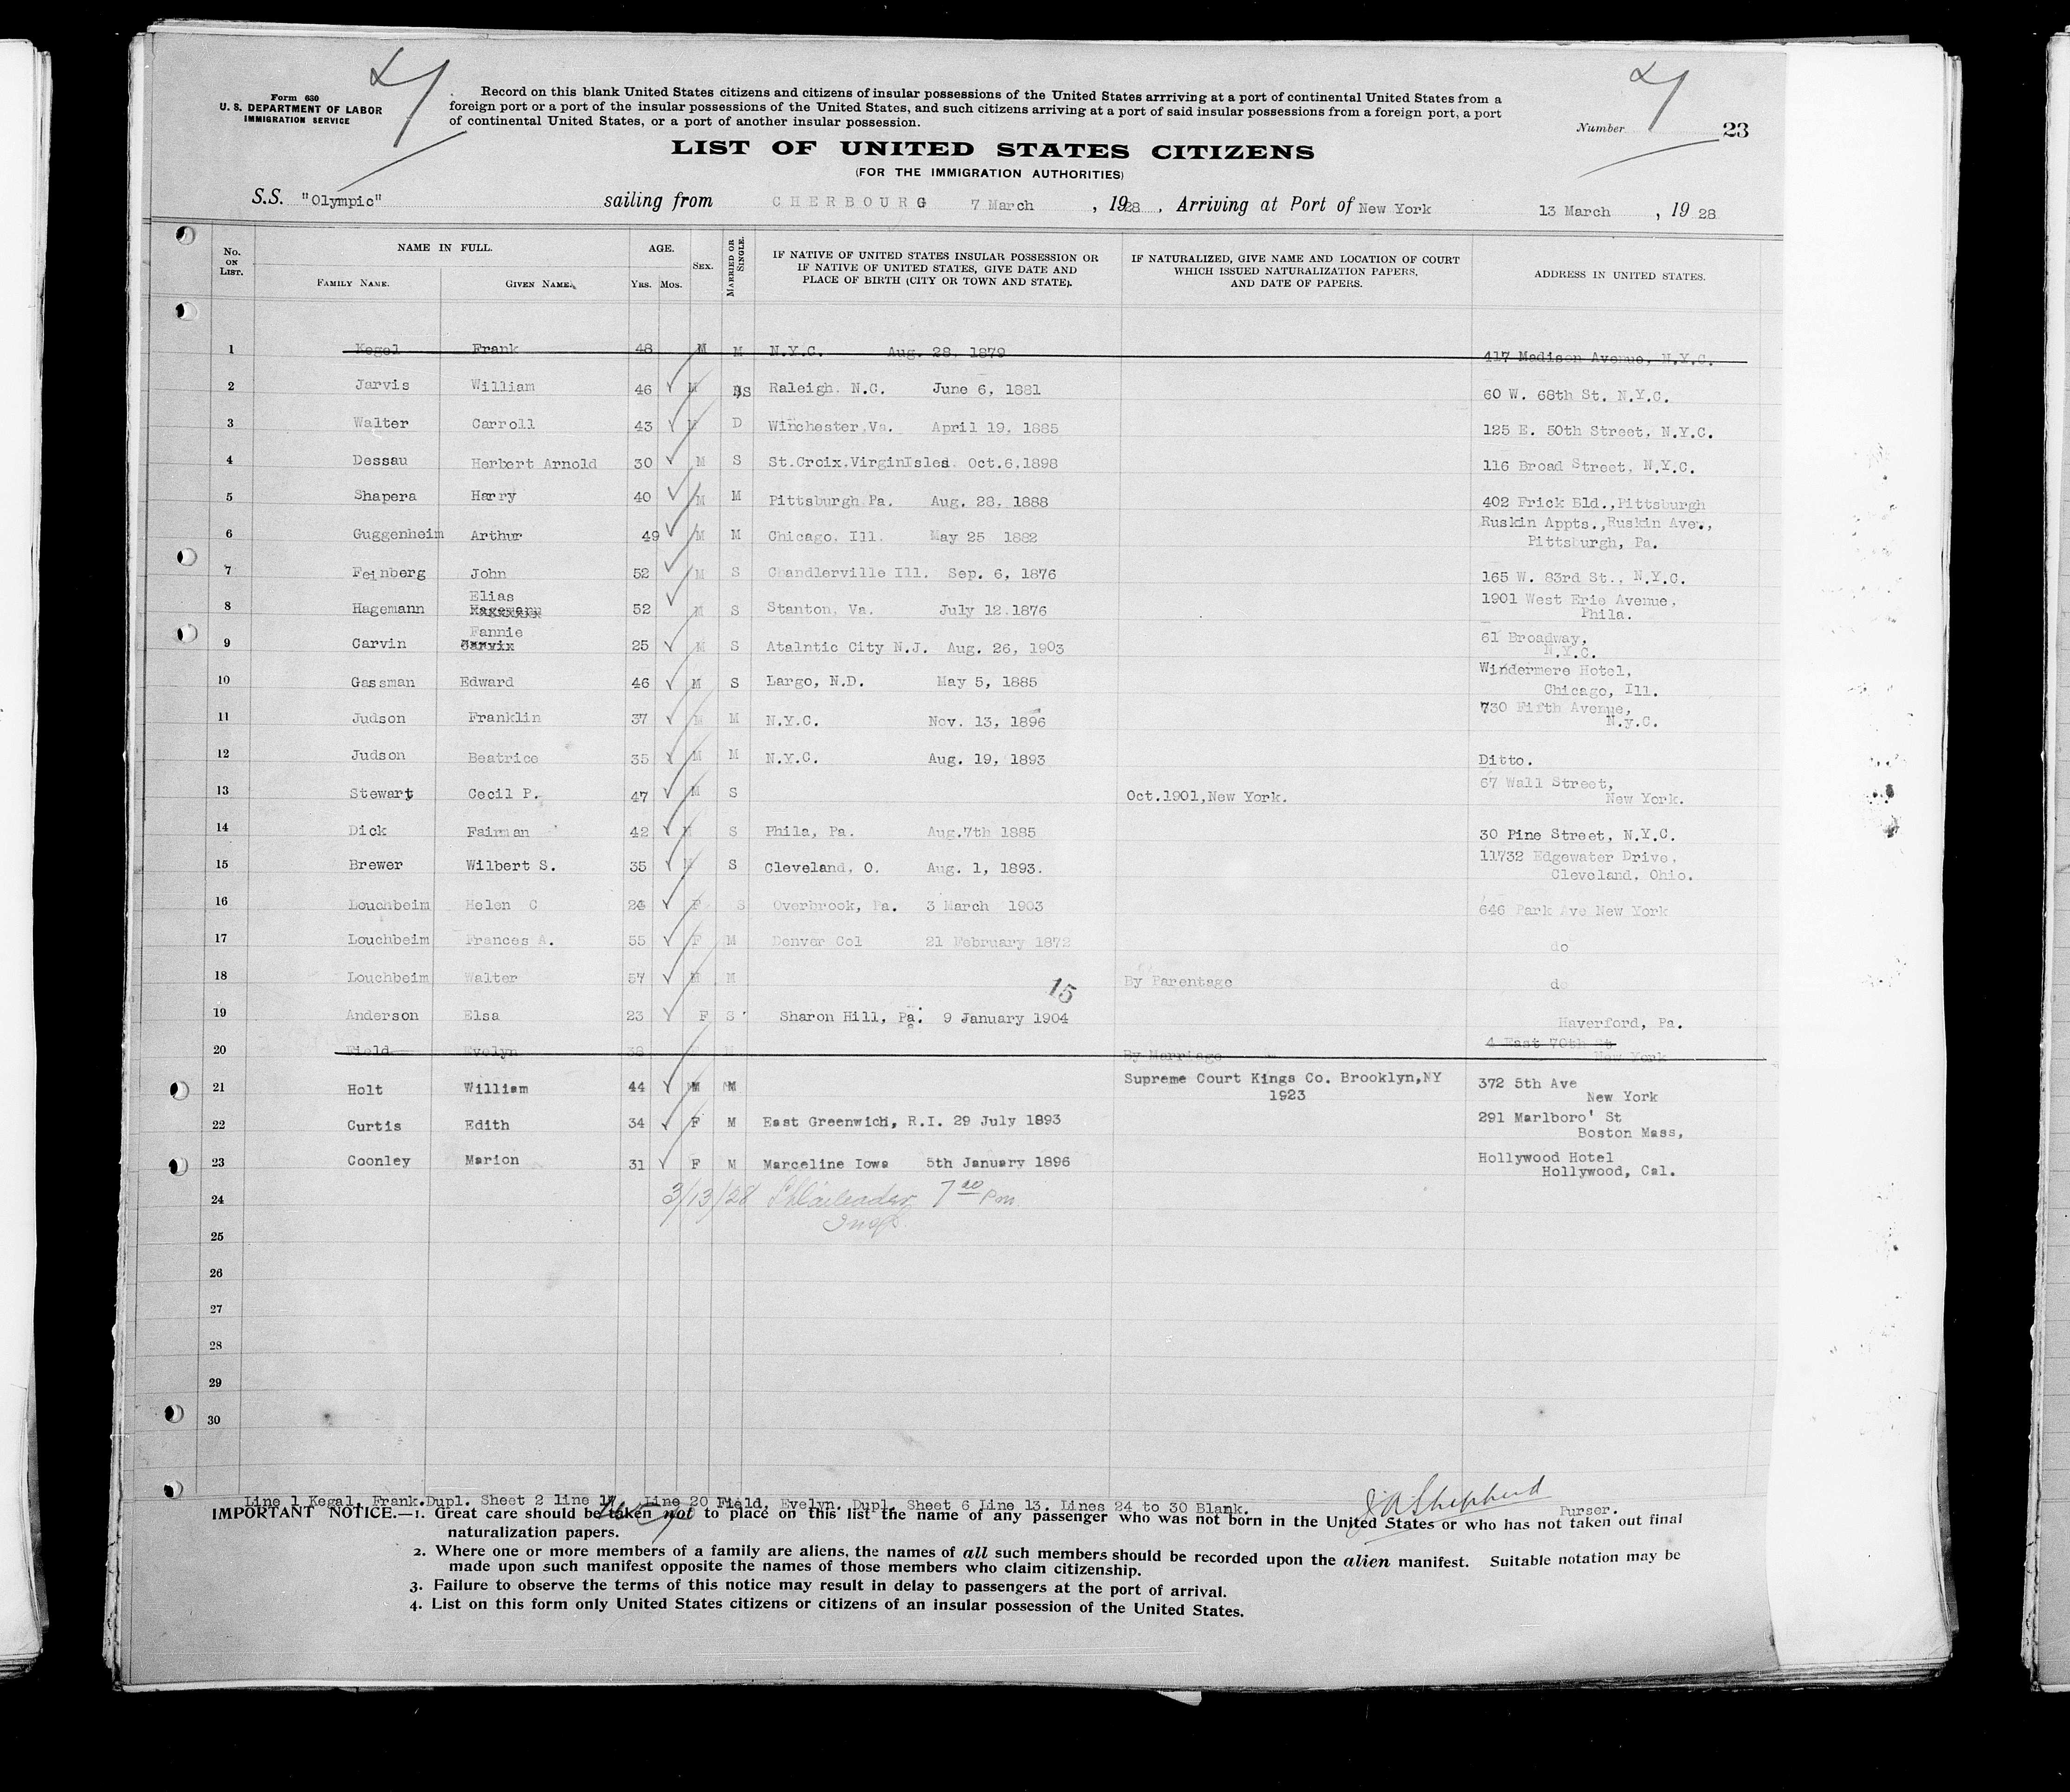 Form 630
U. S. DEPARTMENT OF LABOR
IMMIGRATION SERVICE
Record on this blank United States citizens and citizens of insular possessions of the United States arrriving at a port of continental United States from a
foreign port or a port of the insular possessions of the United States, and such citizens arriving at a port of said insular possessions from a foreign port, a port
of continental United States, or a port of another insular possession.
Number 23
LIST OF UNITED STATES CITIZENS
(FOR THE IMMIGRATION AUTHORITIES)
S.S. "Olympic" sailing from CHERBOURG 7 March , 1928 , Arriving at Port of New York 13 March , 19 28
No. ON LIST. NAME IN FULL. FAMILY NAME. GIVEN NAME. AGE. YRS. MOS. SEX. MARRIED OR SINGLE. IF NATIVE OF UNITED STATES INSULAR POSSESSION OR IF NATIVE OF UNITED STATES, GIVE DATE AND PLACE OF BIRTH (CITY OR TOWN AND STATE). IF NATURALIZED, GIVE NAME AND LOCATION OF COURT WHICH ISSUED NATURALIZATION PAPERS, AND DATE OF PAPERS. ADDRESS IN UNITED STATES.
1 Kegel Frank 48 M M N.Y.C. Aug. 28, 1879 417 Madison Avenue, N.Y.C.
2 Jarvis William 46 M S Raleigh, N.C. June 6, 1881 60 W. 68th St. N.Y.C.
3 Walter Carroll 43 M D Winchester,Va. April 19, 1885 125 E. 50th Street, N.Y.C.
4 Dessau Herbert Arnold 30 M S St.Croix,VirginIsles Oct.6,1898 116 Broad Street, N.Y.C.
5 Shapera Harry 40 M M Pittsburgh Pa. Aug. 28, 1888 402 Frick Bld.,Pittsburgh
6 Guggenheim Arthur 49 M M Chicago, Ill. May 25 1882 Ruskin Appts.,Ruskin Ave.,
Pittsburgh, Pa.
7 Feinberg John 52 M S Chandlerville Ill. Sep. 6, 1876 165 W. 83rd St., N.Y.C.
8 Hagemann Elias 52 M S Stanton, Va. July 12.1876 1901 West Erie Avenue,
Phila.
9 Garvin Fannie 25 M S Atalntic City N.J. Aug. 26, 1903 61 Broadway,
N.Y.C.
10 Gassman Edward 46 M S Largo, N.D. May 5, 1885 Windermere Hotel,
Chicago, Ill.
11 Judson Franklin 37 M M N.Y.C. Nov. 13, 1896 730 Fifth Avenue,
N.y.C.
12 Judson Beatrice 35 M M N.Y.C. Aug. 19, 1893 Ditto.
13 Stewart Cecil P. 47 M S Oct.1901,New York. 67 Wall Street,
New York.
14 Dick Fairman 42 M S Phila, Pa. Aug.7th 1885 30 Pine Street, N.Y.C.
15 Brewer Wilbert S. 35 M S Cleveland, O. Aug. 1, 1893. 11732 Edgewater Drive,
Cleveland, Ohio.
16 Louchbeim Helen C 24 F S Overbrook, Pa. 3 March 1903 646 Park Ave New York
17 Louchbeim Frances A. 55 F M Denver Col 21 February 1872 do
18 Louchbeim Walter 57 M M By Parentage do
15
19 Anderson Elsa 23 F S Sharon Hill, Pa. 9 January 1904 Haverford, Pa.
20 Field Evelyn 38 M By Marriage 4 East 70th St
New York
21 Holt William 44 M M Supreme Court Kings Co. Brooklyn,NY 372 5th Ave
1923 New York
22 Curtis Edith 34 F M East Greenwich, R.I. 29 July 1893 291 Marlboro' St
Boston Mass,
23 Coonley Marion 31 F M Marceline Iowa 5th January 1896 Hollywood Hotel
Hollywood, Cal.
24 3/13/28 7 pm
Insp
25
26
27
28
29
30
Line 1 Kegal, Frank.Dupl. Sheet 2 line 1 Line 20 Field, Evelyn. Dupl. Sheet 6 Line 13. Lines 24 to 30 Blank. J A Shepherd Purser.
IMPORTANT NOTICE.—1. Great care should be taken not to place on this list the name of any passenger who was not born in the United States or who has not taken out final
naturalization papers.
2. Where one or more members of a family are aliens, the names of all such members should be recorded upon the alien manifest. Suitable notation may be
made upon such manifest opposite the names of those members who claim citizenship.
3. Failure to observe the terms of this notice may result in delay to passengers at the port of arrival.
4. List on this form only United States citizens or citizens of an insular possession of the United States.